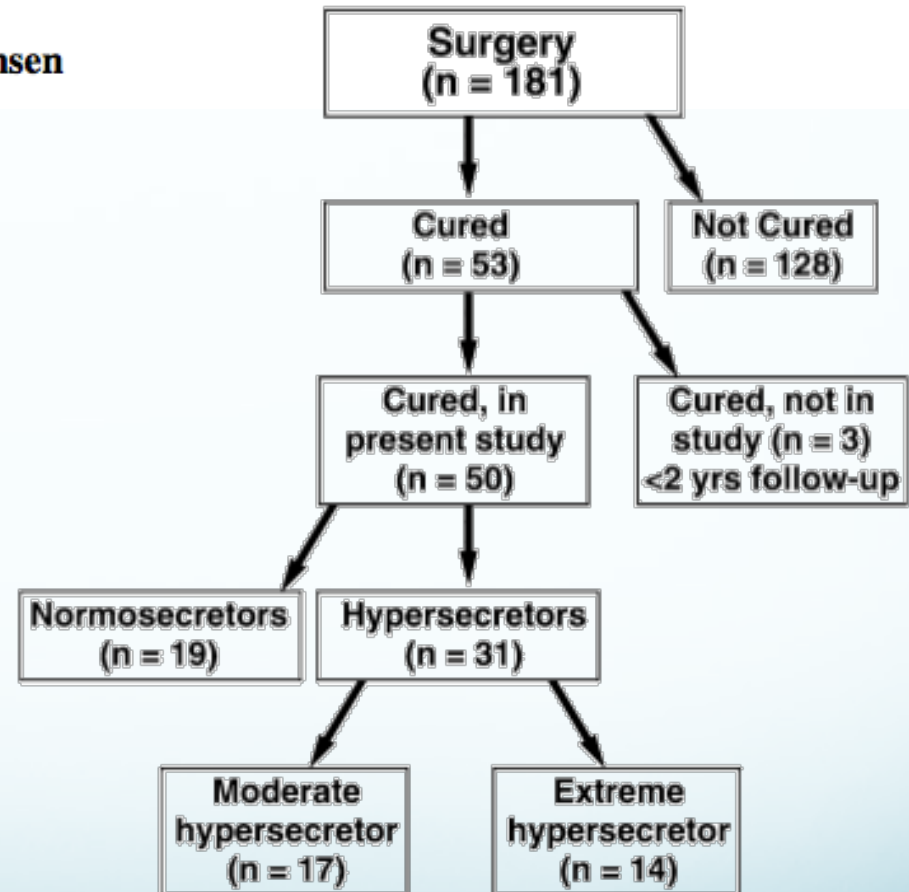 nsen
Surgery
(n = 181)
Cured
(n = 53)
Not Cured
(n = 128)
Cured, in
present study
(n = 50)
Cured, not in
study (n = 3)
<2 yrs follow-up
Normosecretors
(n = 19)
Hypersecretors
(n = 31)
Moderate
hypersecretor
(n = 17)
Extreme
hypersecretor
(n = 14)